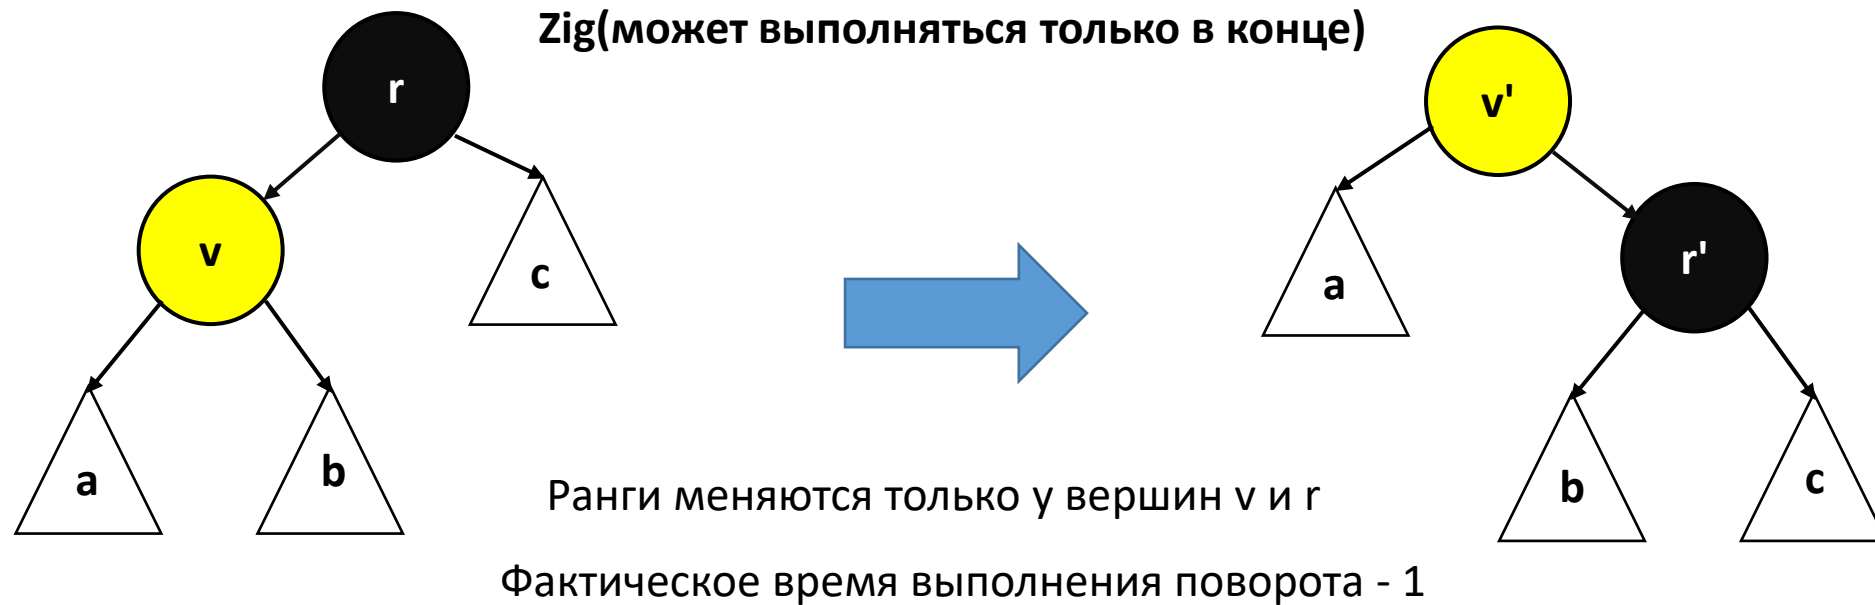 Zig(может выполняться только в конце)
r
v'
v
c
a
r'
a
b
b
c
Ранги меняются только у вершин v и r
Фактическое время выполнения поворота - 1